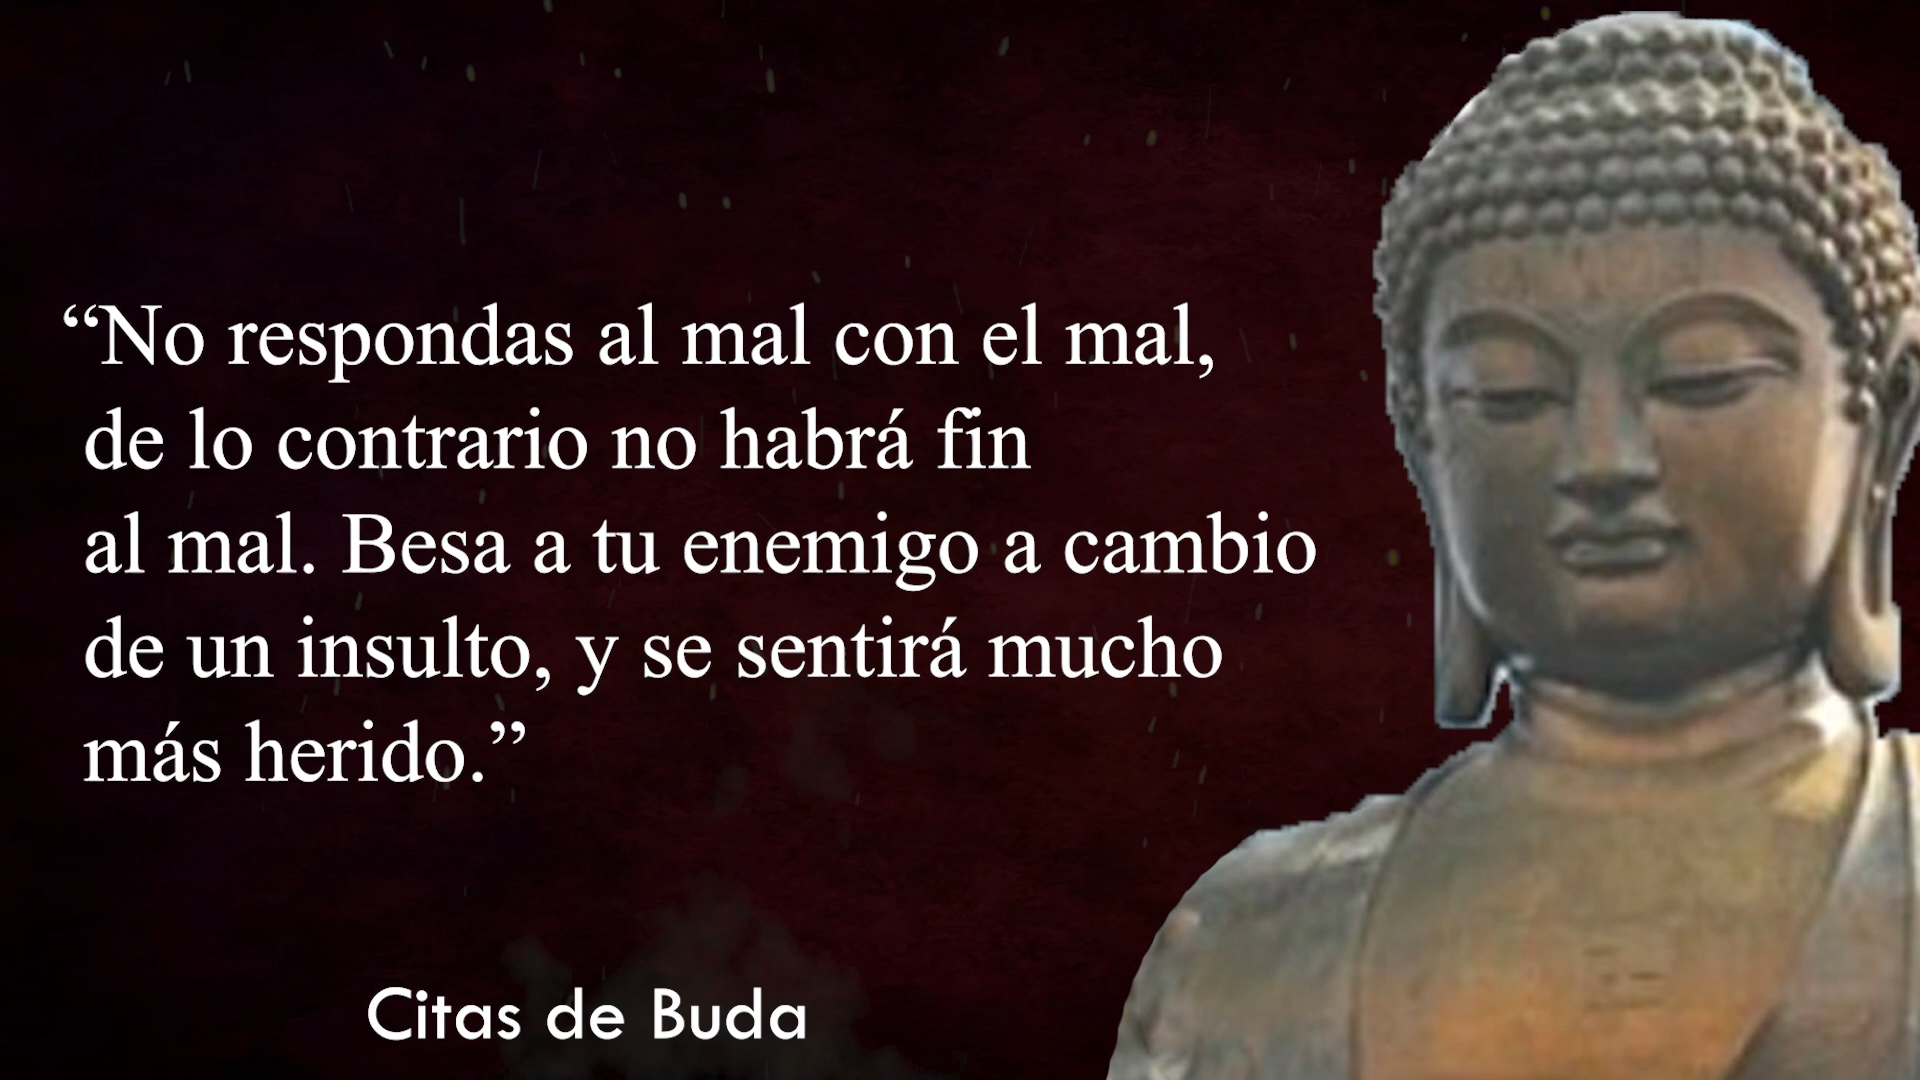 “No respondas al mal con el mal,
de lo contrario no habrá fin
al mal. Besa a tu enemigo a cambio
de un insulto, y se sentirá mucho
más herido.”
Citas de Buda